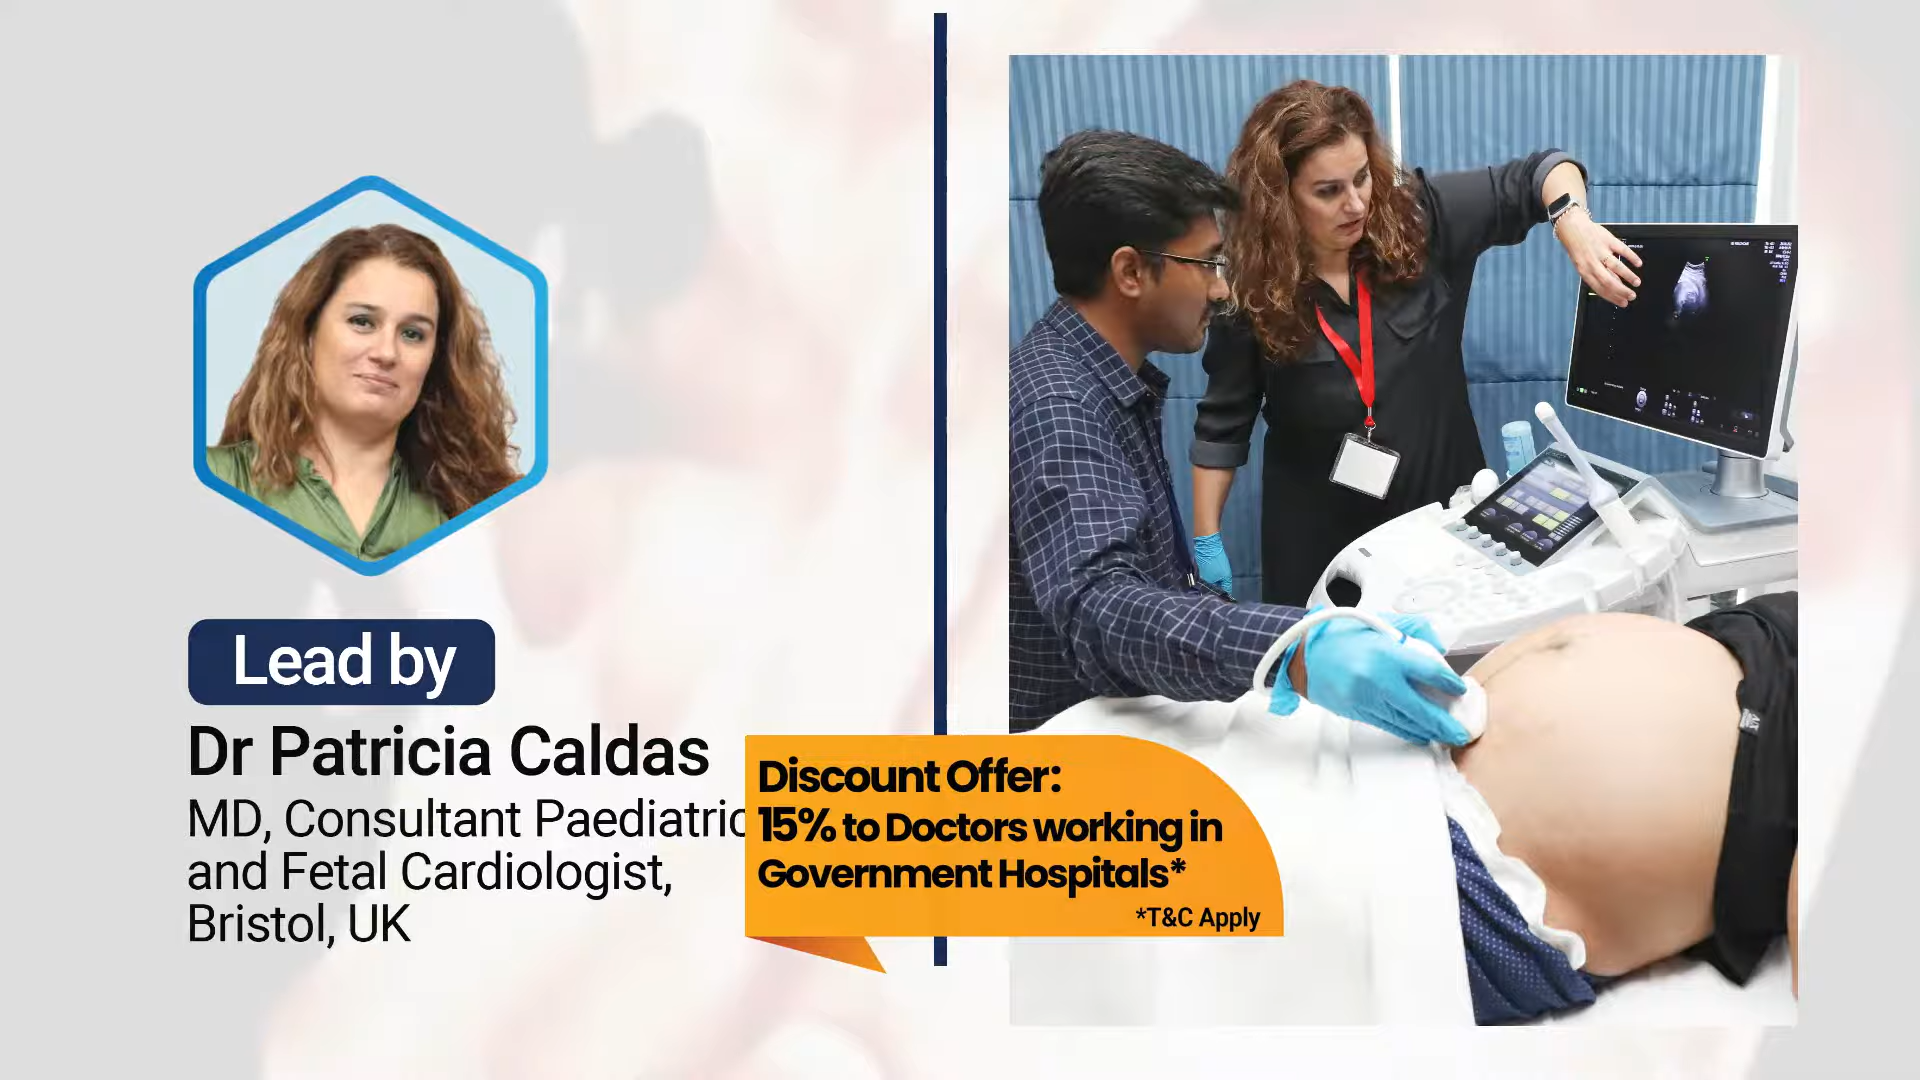 Lead by
Dr Patricia Caldas
MD, Consultant Paediatric
and Fetal Cardiologist,
Bristol, UK
Discount Offer:
15% to Doctors working in
Government Hospitals*
*T&C Apply